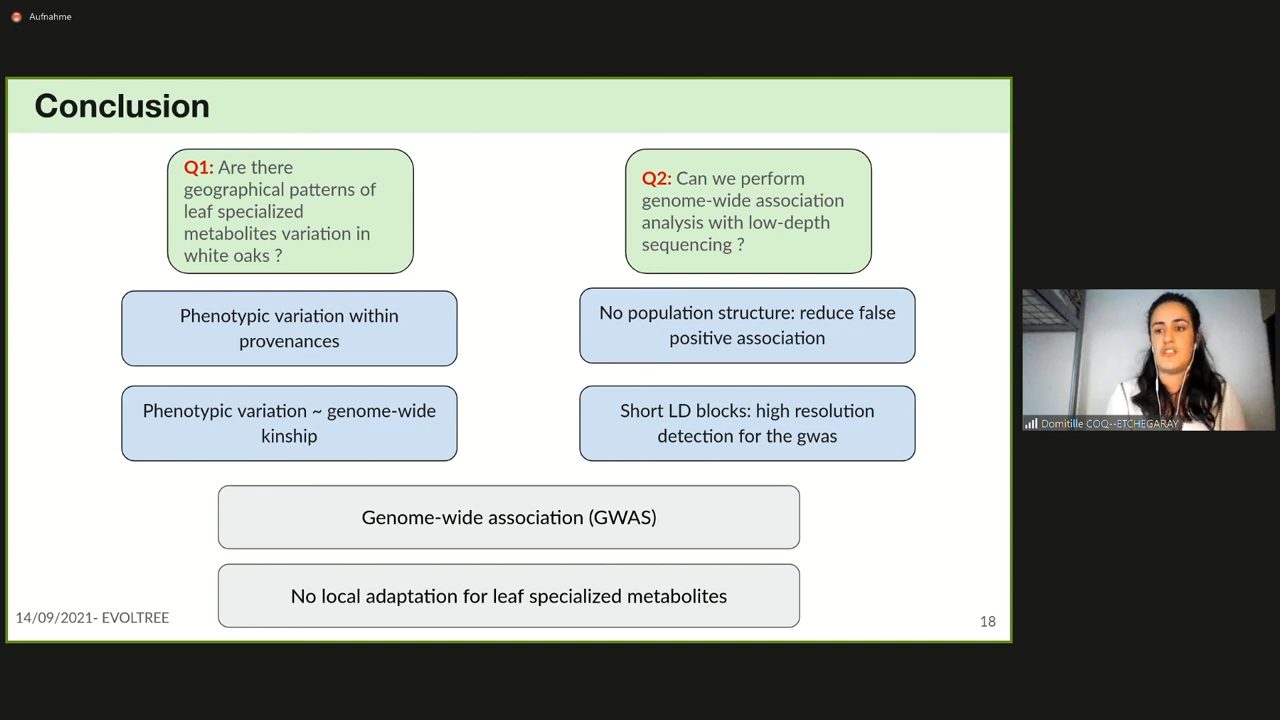 Aufnahme
Conclusion
Q1: Are there
geographical patterns of
leaf specialized
metabolites variation in
white oaks ?
Q2: Can we perform
genome-wide association
analysis with low-depth
sequencing ?
Phenotypic variation within
provenances
No population structure: reduce false
positive association
Phenotypic variation ~ genome-wide
kinship
Short LD blocks: high resolution
detection for the gwas
Genome-wide association (GWAS)
No local adaptation for leaf specialized metabolites
14/09/2021- EVOLTREE
18
Domitille COQ--ETCHEGARAY